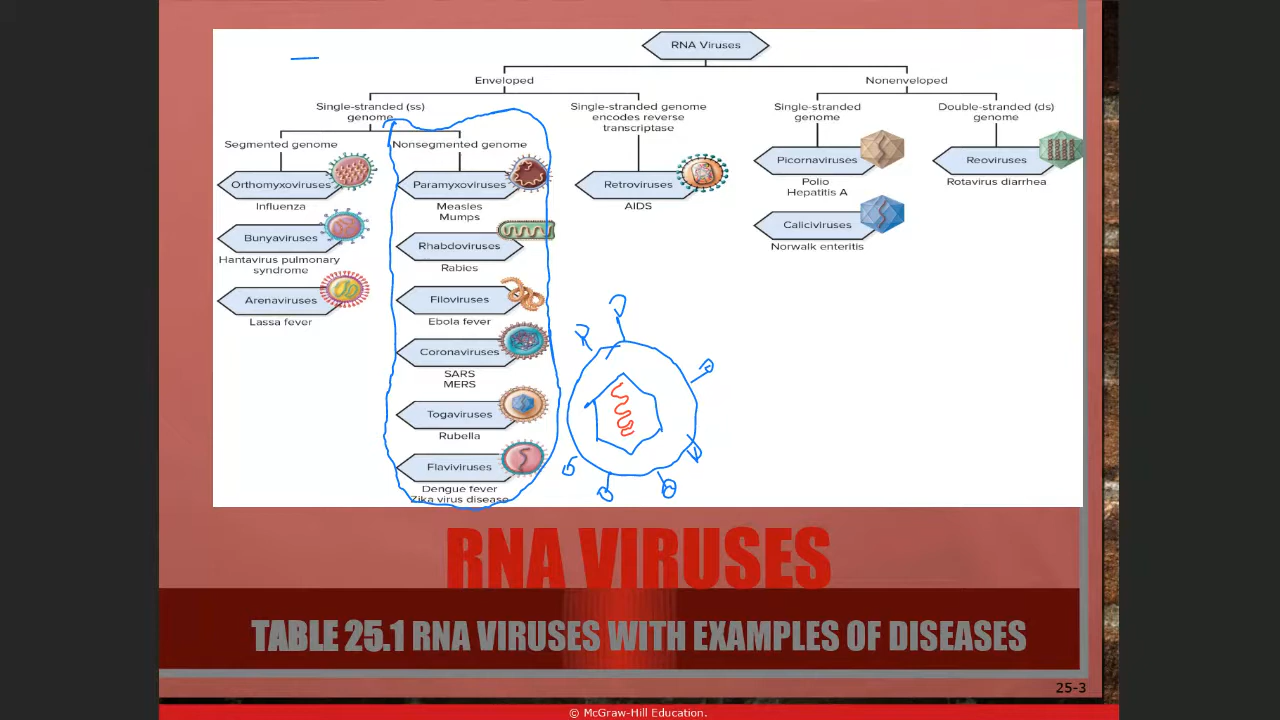 RNA Viruses
Enveloped
Nonenveloped
Single-stranded (ss)
genome
Single-stranded genome
encodes reverse
transcriptase
Single-stranded
genome
Double-stranded (ds)
genome
Segmented genome
Nonsegmented genome
Orthomyxoviruses
Influenza
Bunyaviruses
Hantavirus pulmonary
syndrome
Arenaviruses
Lassa fever
Paramyxoviruses
Measles
Mumps
Rhabdoviruses
Rabies
Filoviruses
Ebola fever
Coronaviruses
SARS
MERS
Togaviruses
Rubella
Flaviviruses
Dengue fever
Zika virus disease
Retroviruses
AIDS
Picornaviruses
Polio
Hepatitis A
Caliciviruses
Norwalk enteritis
Reoviruses
Rotavirus diarrhea
RNA VIRUSES
TABLE 25.1 RNA VIRUSES WITH EXAMPLES OF DISEASES
25-3
© McGraw-Hill Education.